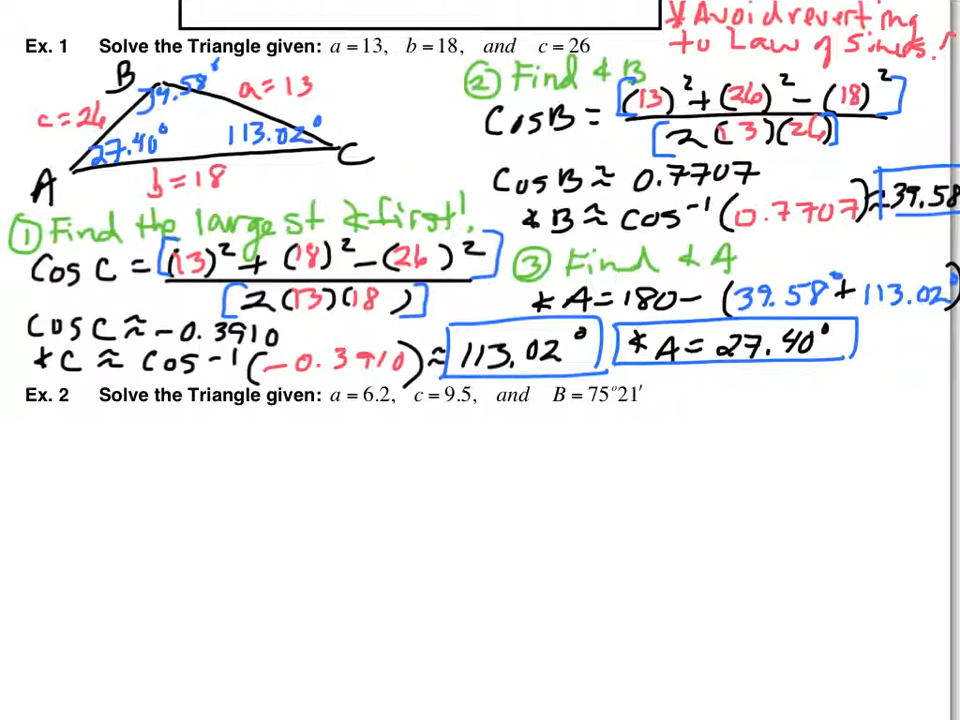 *Avoid reverting
to Law of Sines.
Ex. 1 Solve the Triangle given: a = 13, b = 18, and c = 26
B
39.58°
a = 13
c = 26
27.40°
113.02°
C
A
b = 18
① Find the largest ∡ first!
Cos C = [(13)² + (18)² − (26)²]
[2(13)(18)]
Cos C ≈ −0.3910
∡C ≈ cos⁻¹(−0.3910) ≈ 113.02°
② Find ∡ B
Cos B = [(13)² + (26)² − (18)²]
[2(13)(26)]
Cos B ≈ 0.7707
∡B ≈ cos⁻¹(0.7707) ≈ 39.58
③ Find ∡ A
∡A = 180 − (39.58° + 113.02°)
∡A = 27.40°
Ex. 2 Solve the Triangle given: a = 6.2, c = 9.5, and B = 75°21′